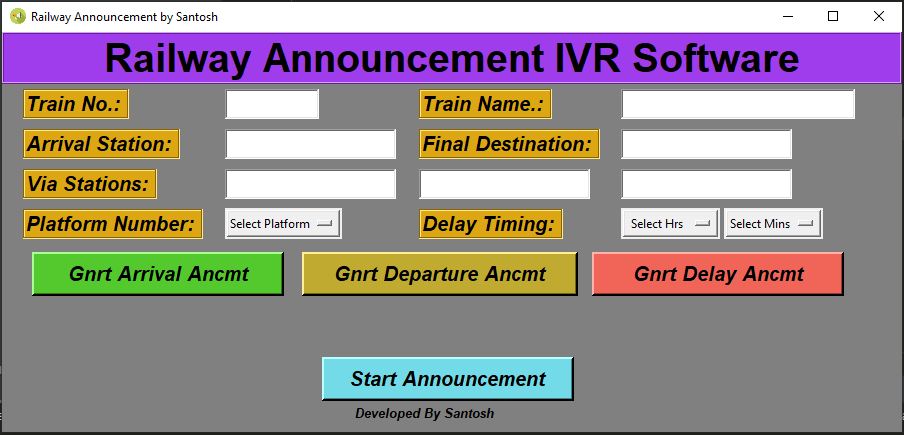 Railway Announcement by Santosh
Railway Announcement IVR Software
Train No.: Train Name.:
Arrival Station: Final Destination:
Via Stations:
Platform Number: Select Platform Delay Timing: Select Hrs Select Mins
Gnrt Arrival Ancmt Gnrt Departure Ancmt Gnrt Delay Ancmt
Start Announcement
Developed By Santosh